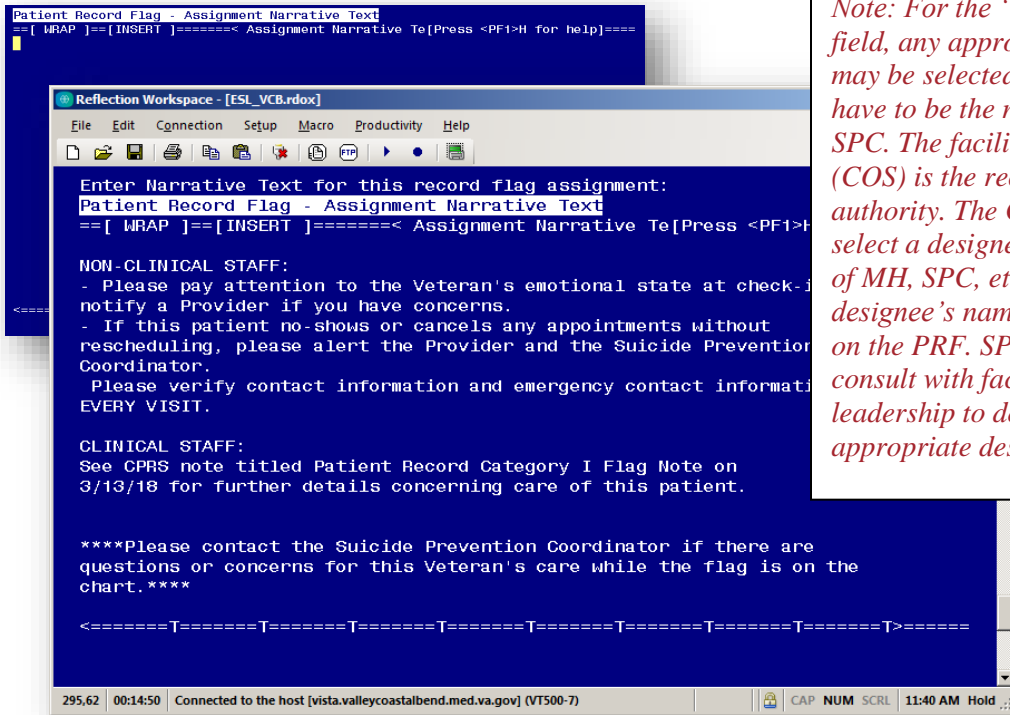 Patient Record Flag - Assignment Narrative Text
==[ WRAP ]==[INSERT ]=======< Assignment Narrative Te[Press <PF1>H for help]====
<====
Reflection Workspace - [ESL_VCB.rdox]
File Edit Connection Setup Macro Productivity Help
FTP
Enter Narrative Text for this record flag assignment:
Patient Record Flag - Assignment Narrative Text
==[ WRAP ]==[INSERT ]=======< Assignment Narrative Te[Press <PF1>H
NON-CLINICAL STAFF:
- Please pay attention to the Veteran's emotional state at check-i
notify a Provider if you have concerns.
- If this patient no-shows or cancels any appointments without
rescheduling, please alert the Provider and the Suicide Prevention
Coordinator.
Please verify contact information and emergency contact informati
EVERY VISIT.
CLINICAL STAFF:
See CPRS note titled Patient Record Category I Flag Note on
3/13/18 for further details concerning care of this patient.
****Please contact the Suicide Prevention Coordinator if there are
questions or concerns for this Veteran's care while the flag is on the
chart.****
<=======T=======T=======T=======T=======T=======T=======T=======T=======T>======
295,62 00:14:50 Connected to the host [vista.valleycoastalbend.med.va.gov] (VT500-7) CAP NUM SCRL 11:40 AM Hold
Note: For the ‘
field, any appro
may be selected
have to be the r
SPC. The facili
(COS) is the re
authority. The
select a designe
of MH, SPC, et
designee’s nam
on the PRF. SP
consult with fac
leadership to d
appropriate des